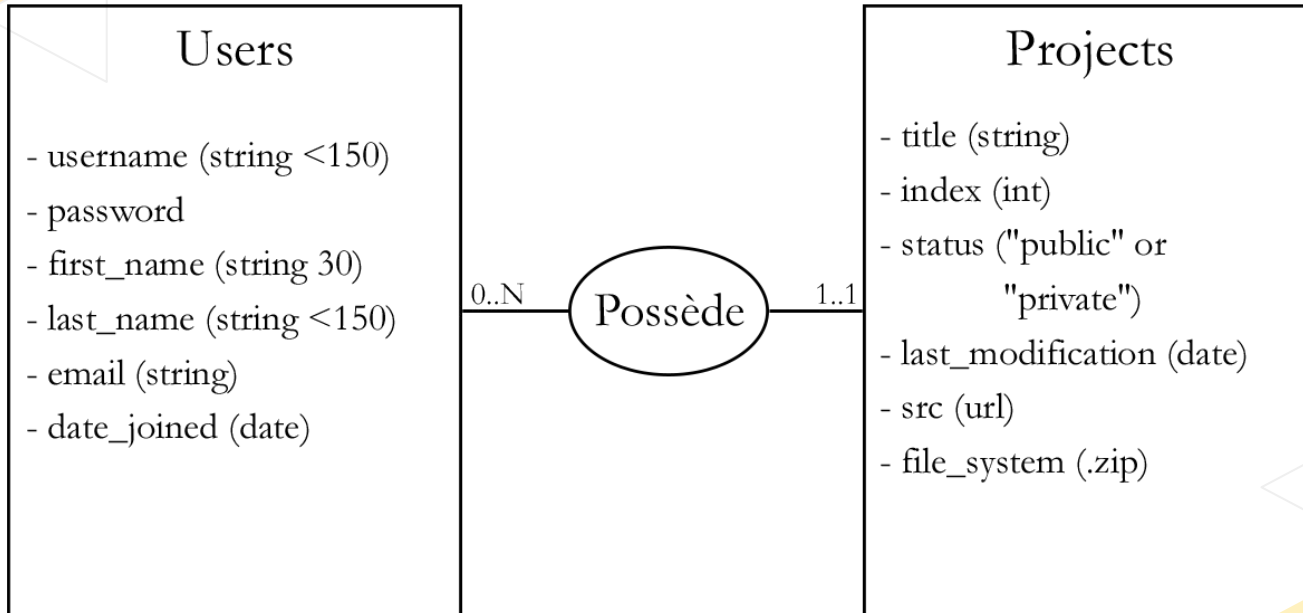 Users
- username (string <150)
- password
- first_name (string 30)
- last_name (string <150)
- email (string)
- date_joined (date)
0..N
Possède
1..1
Projects
- title (string)
- index (int)
- status ("public" or
"private")
- last_modification (date)
- src (url)
- file_system (.zip)